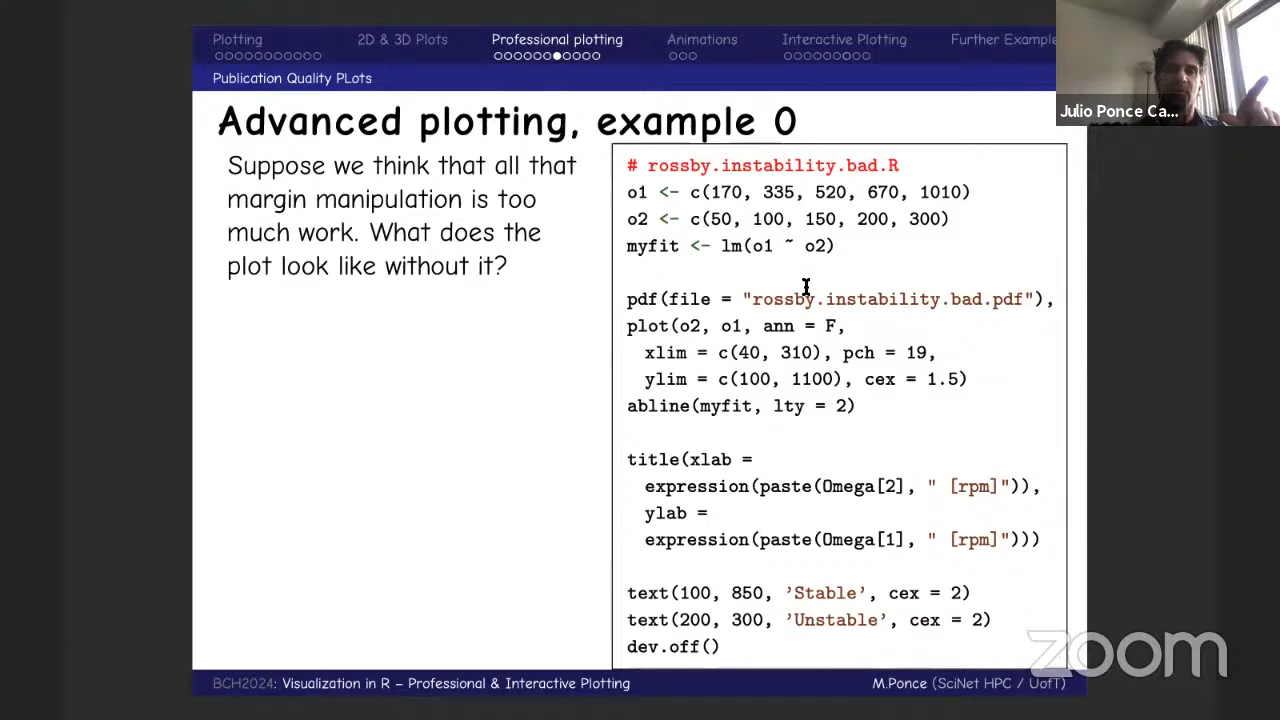 Plotting 2D & 3D Plots Professional plotting Animations Interactive Plotting Further Example
Publication Quality PLots
Julio Ponce Ca...
Advanced plotting, example 0
Suppose we think that all that
margin manipulation is too
much work. What does the
plot look like without it?
# rossby.instability.bad.R
o1 <- c(170, 335, 520, 670, 1010)
o2 <- c(50, 100, 150, 200, 300)
myfit <- lm(o1 ~ o2)
pdf(file = "rossby.instability.bad.pdf"),
plot(o2, o1, ann = F,
xlim = c(40, 310), pch = 19,
ylim = c(100, 1100), cex = 1.5)
abline(myfit, lty = 2)
title(xlab =
expression(paste(Omega[2], " [rpm]")),
ylab =
expression(paste(Omega[1], " [rpm]")))
text(100, 850, ’Stable’, cex = 2)
text(200, 300, ’Unstable’, cex = 2)
dev.off()
zoom
BCH2024: Visualization in R – Professional & Interactive Plotting M.Ponce (SciNet HPC / UofT)